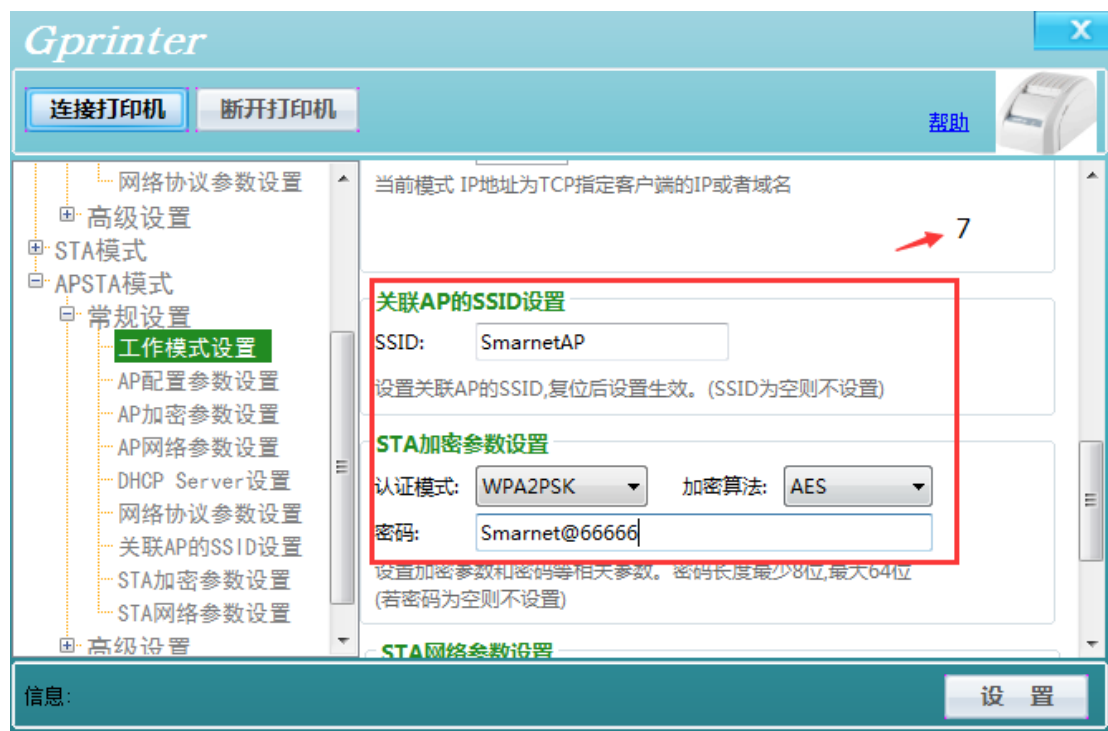 Gprinter
X
连接打印机 断开打印机
帮助
网络协议参数设置
高级设置
STA模式
APSTA模式
常规设置
工作模式设置
AP配置参数设置
AP加密参数设置
AP网络参数设置
DHCP Server设置
网络协议参数设置
关联AP的SSID设置
STA加密参数设置
STA网络参数设置
高级设置
当前模式 IP地址为TCP指定客户端的IP或者域名
7
关联AP的SSID设置
SSID: SmarnetAP
设置关联AP的SSID,复位后设置生效。(SSID为空则不设置)
STA加密参数设置
认证模式: WPA2PSK 加密算法: AES
密码: Smarnet@66666
设置加密参数和密码等相关参数。密码长度最少8位,最大64位
(若密码为空则不设置)
STA网络参数设置
信息:
设 置